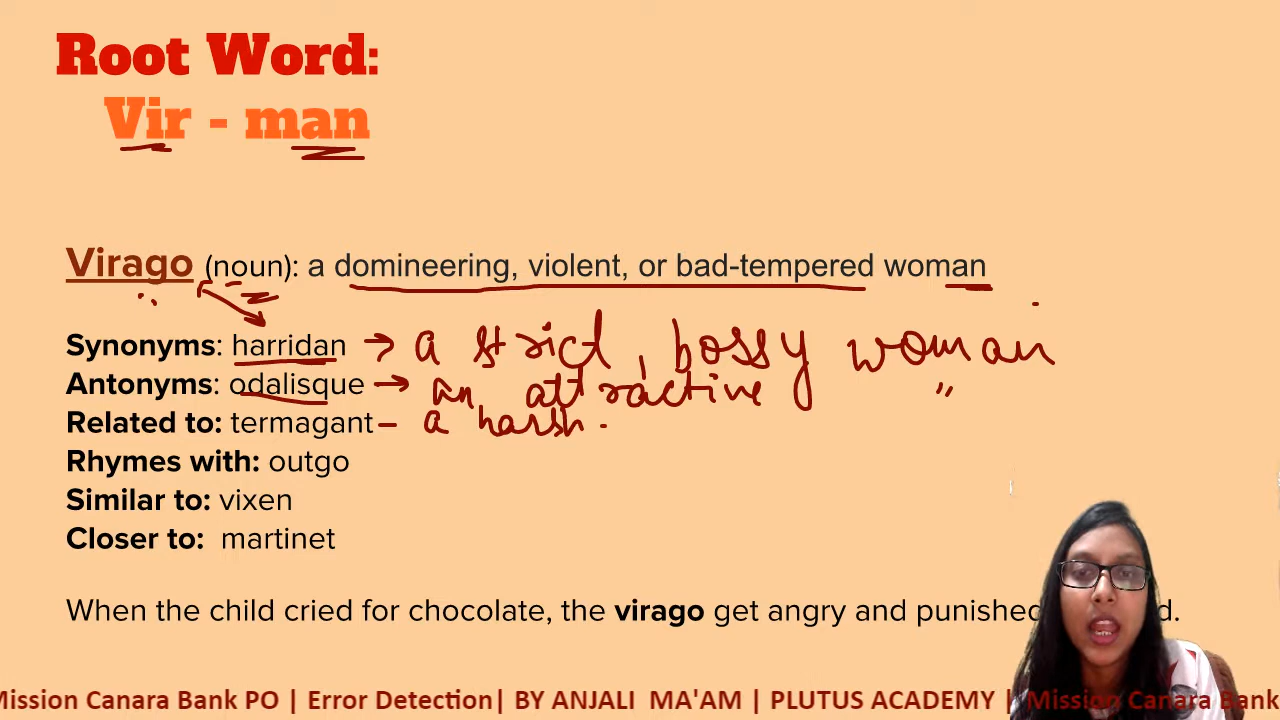 Root Word:
Vir - man
Virago (noun): a domineering, violent, or bad-tempered woman
Synonyms: harridan → a strict, bossy woman
Antonyms: odalisque → an attractive "
Related to: termagant - a harsh.
Rhymes with: outgo
Similar to: vixen
Closer to: martinet
When the child cried for chocolate, the virago get angry and punished d.
Mission Canara Bank PO | Error Detection| BY ANJALI MA'AM | PLUTUS ACADEMY | Mission Canara Bank